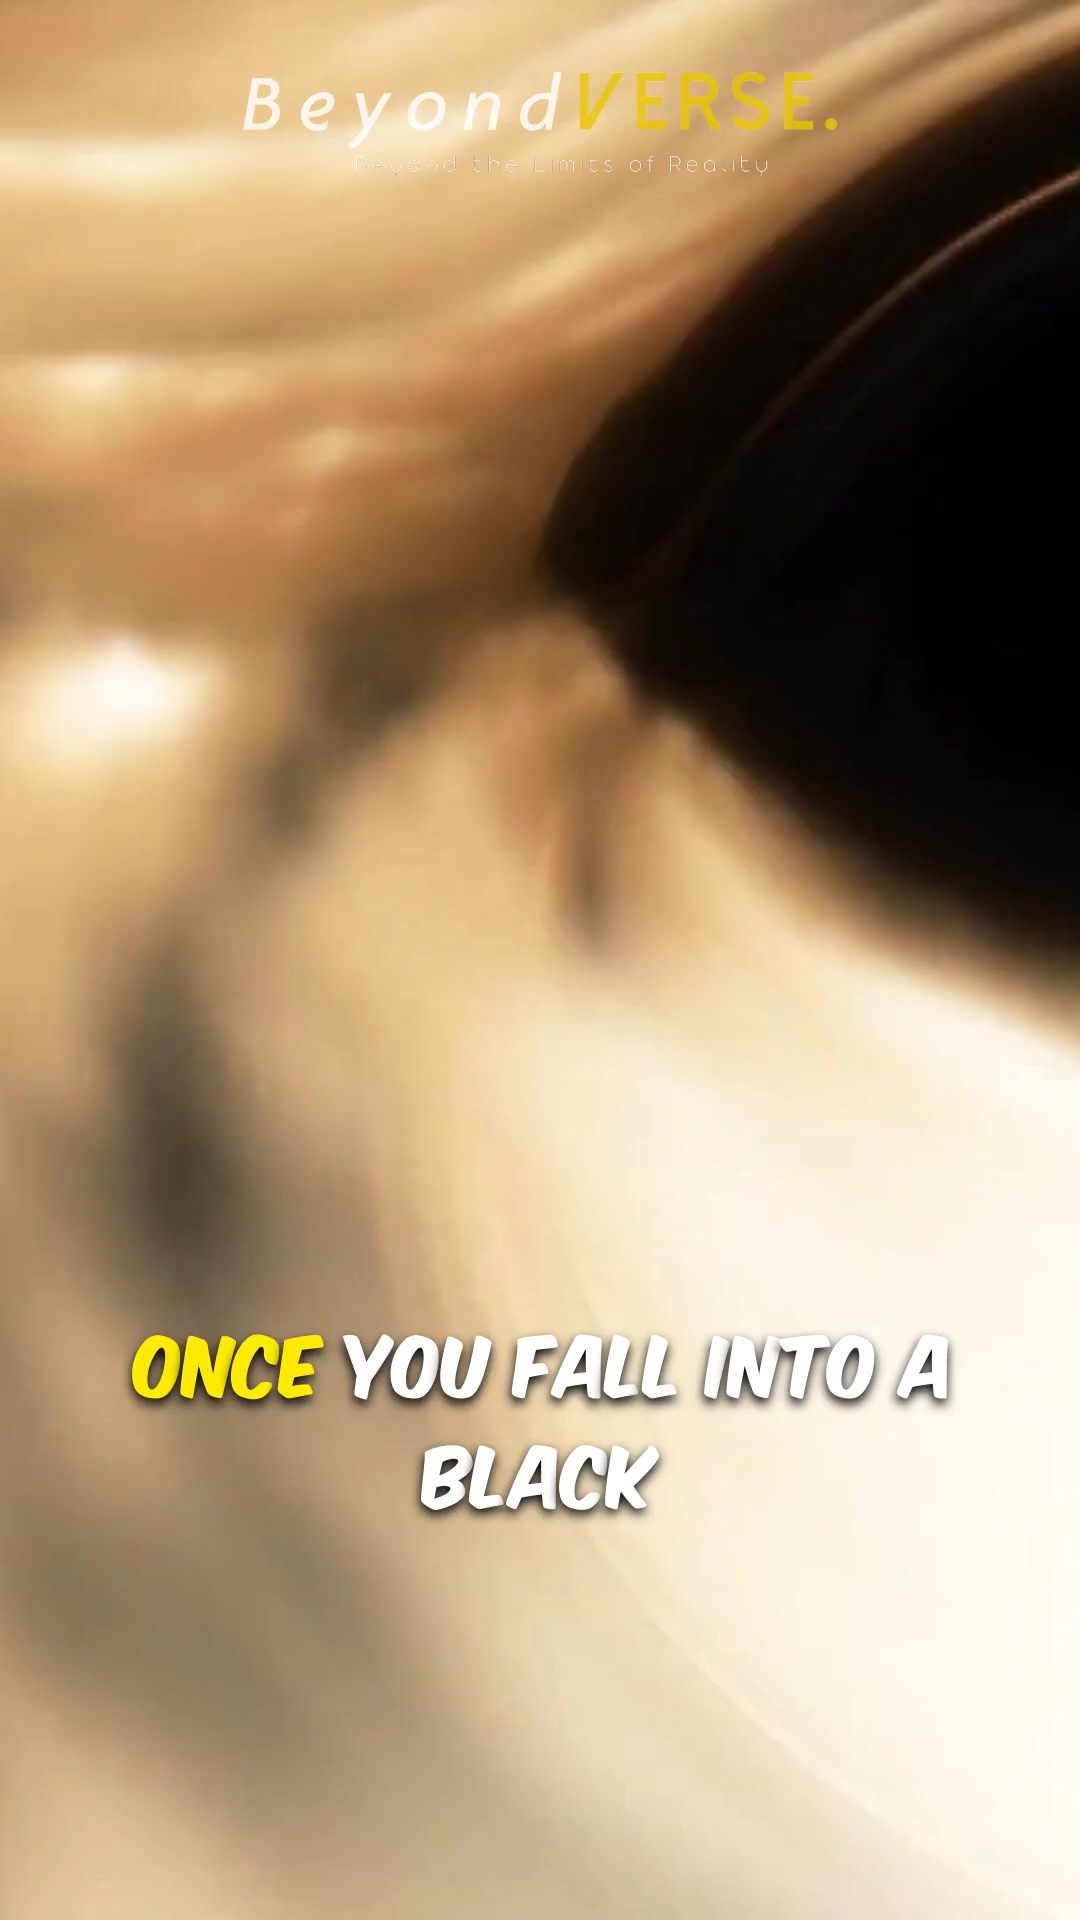 BeyondVERSE.
Beyond the Limits of Reality
ONCE YOU FALL INTO A
BLACK